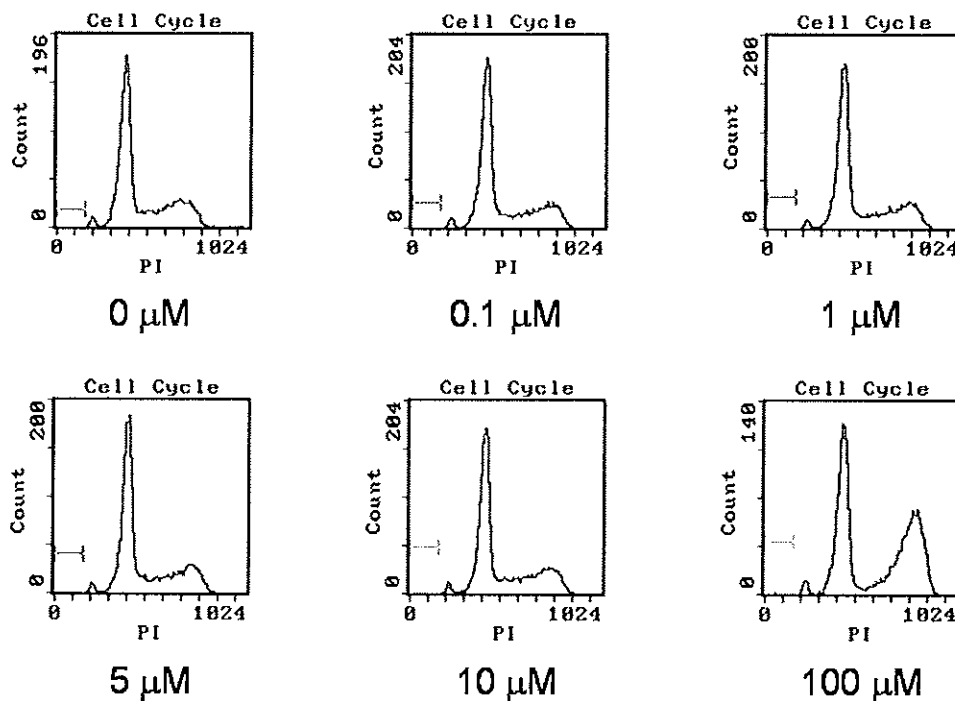 Cell Cycle
196
Count
0
0 1024
PI
0 μM
Cell Cycle
204
Count
0
0 1024
PI
0.1 μM
Cell Cycle
200
Count
0
0 1024
PI
1 μM
Cell Cycle
200
Count
0
0 1024
PI
5 μM
Cell Cycle
204
Count
0
0 1024
PI
10 μM
Cell Cycle
140
Count
0
0 1024
PI
100 μM